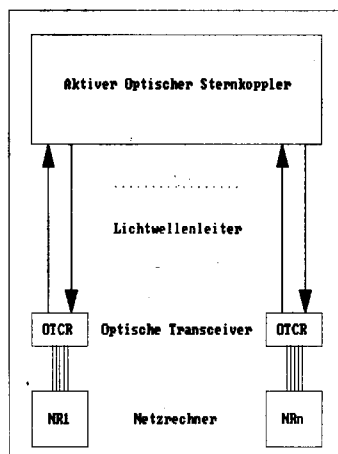 Aktiver Optischer Sternkoppler
Lichtwellenleiter
OTCR Optische Transceiver OTCR
NR1 Netzrechner NRn